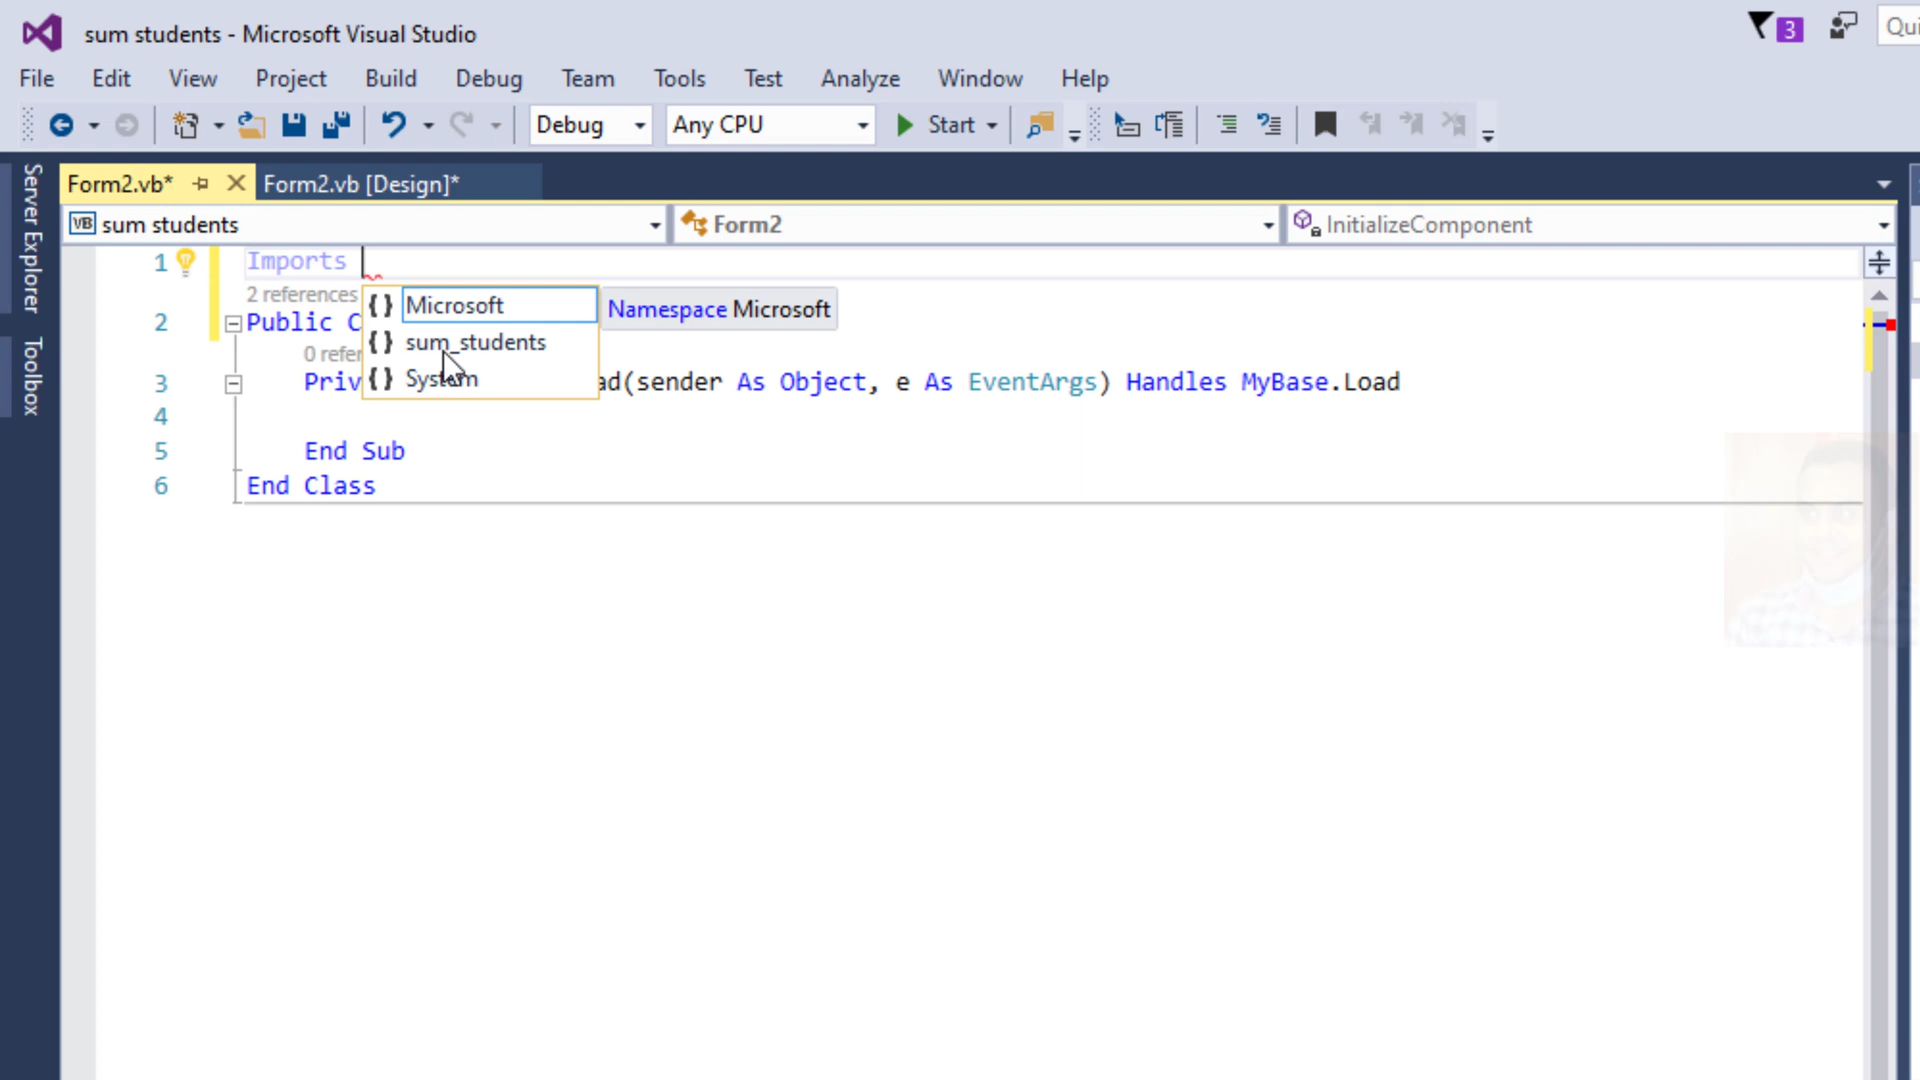 sum students - Microsoft Visual Studio
3
Qui
File Edit View Project Build Debug Team Tools Test Analyze Window Help
Debug Any CPU Start
Server Explorer
Toolbox
Form2.vb* Form2.vb [Design]*
VB sum students Form2 InitializeComponent
1 Imports
2 references
{} Microsoft Namespace Microsoft
2 Public C
{} sum_students
0 refer
{} System
3 Priv ad(sender As Object, e As EventArgs) Handles MyBase.Load
4
5 End Sub
6 End Class